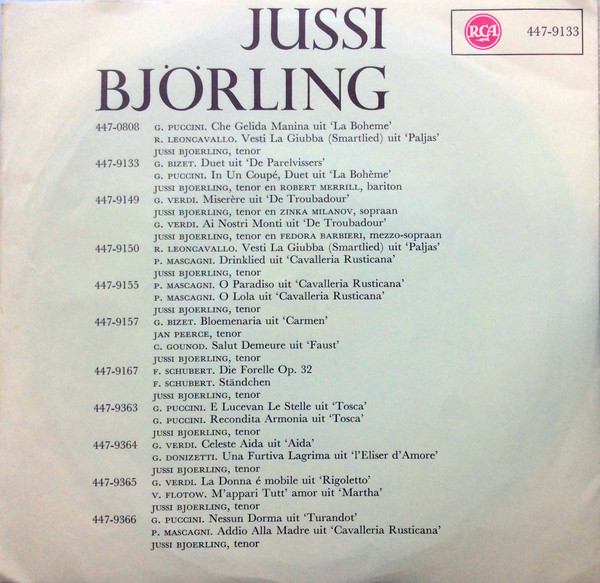 JUSSI
BJÖRLING
RCA
447-9133
447-0808 G. PUCCINI. Che Gelida Manina uit 'La Boheme'
R. LEONCAVALLO. Vesti La Giubba (Smartlied) uit 'Paljas'
JUSSI BJOERLING, tenor
447-9133 G. BIZET. Duet uit 'De Parelvissers'
G. PUCCINI. In Un Coupé, Duet uit 'La Bohème'
JUSSI BJOERLING, tenor en ROBERT MERRILL, bariton
447-9149 G. VERDI. Miserère uit 'De Troubadour'
JUSSI BJOERLING, tenor en ZINKA MILANOV, sopraan
G. VERDI. Ai Nostri Monti uit 'De Troubadour'
JUSSI BJOERLING, tenor en FEDORA BARBIERI, mezzo-sopraan
447-9150 R. LEONCAVALLO. Vesti La Giubba (Smartlied) uit 'Paljas'
P. MASCAGNI. Drinklied uit 'Cavalleria Rusticana'
JUSSI BJOERLING, tenor
447-9155 P. MASCAGNI. O Paradiso uit 'Cavalleria Rusticana'
P. MASCAGNI. O Lola uit 'Cavalleria Rusticana'
JUSSI BJOERLING, tenor
447-9157 G. BIZET. Bloemenaria uit 'Carmen'
JAN PEERCE, tenor
C. GOUNOD. Salut Demeure uit 'Faust'
JUSSI BJOERLING, tenor
447-9167 F. SCHUBERT. Die Forelle Op. 32
F. SCHUBERT. Ständchen
JUSSI BJOERLING, tenor
447-9363 G. PUCCINI. E Lucevan Le Stelle uit 'Tosca'
G. PUCCINI. Recondita Armonia uit 'Tosca'
JUSSI BJOERLING, tenor
447-9364 G. VERDI. Celeste Aida uit 'Aida'
G. DONIZETTI. Una Furtiva Lagrima uit 'l'Eliser d'Amore'
JUSSI BJOERLING, tenor
447-9365 G. VERDI. La Donna é mobile uit 'Rigoletto'
V. FLOTOW. M'appari Tutt' amor uit 'Martha'
JUSSI BJOERLING, tenor
447-9366 G. PUCCINI. Nessun Dorma uit 'Turandot'
P. MASCAGNI. Addio Alla Madre uit 'Cavalleria Rusticana'
JUSSI BJOERLING, tenor